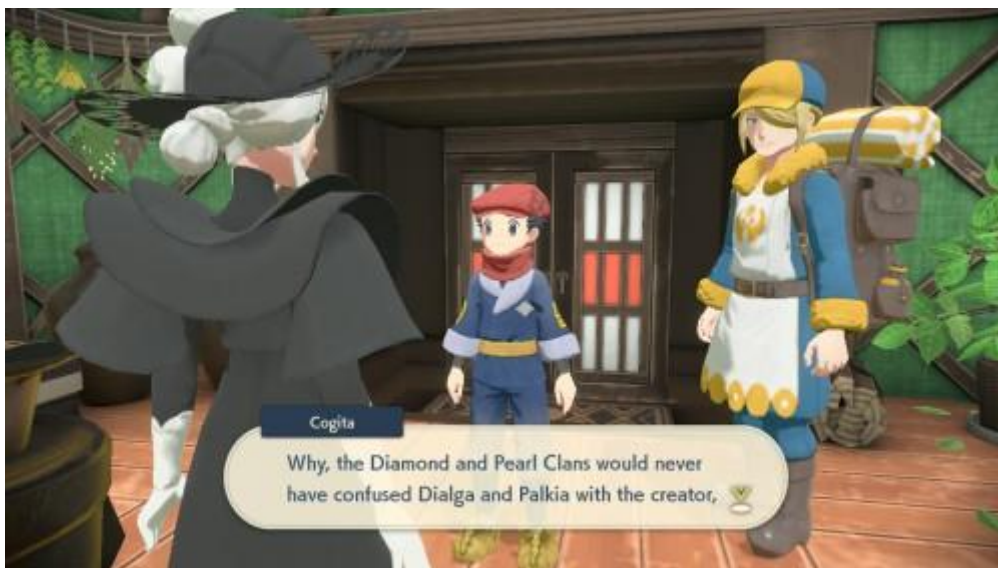 Cogita
Why, the Diamond and Pearl Clans would never
have confused Dialga and Palkia with the creator,